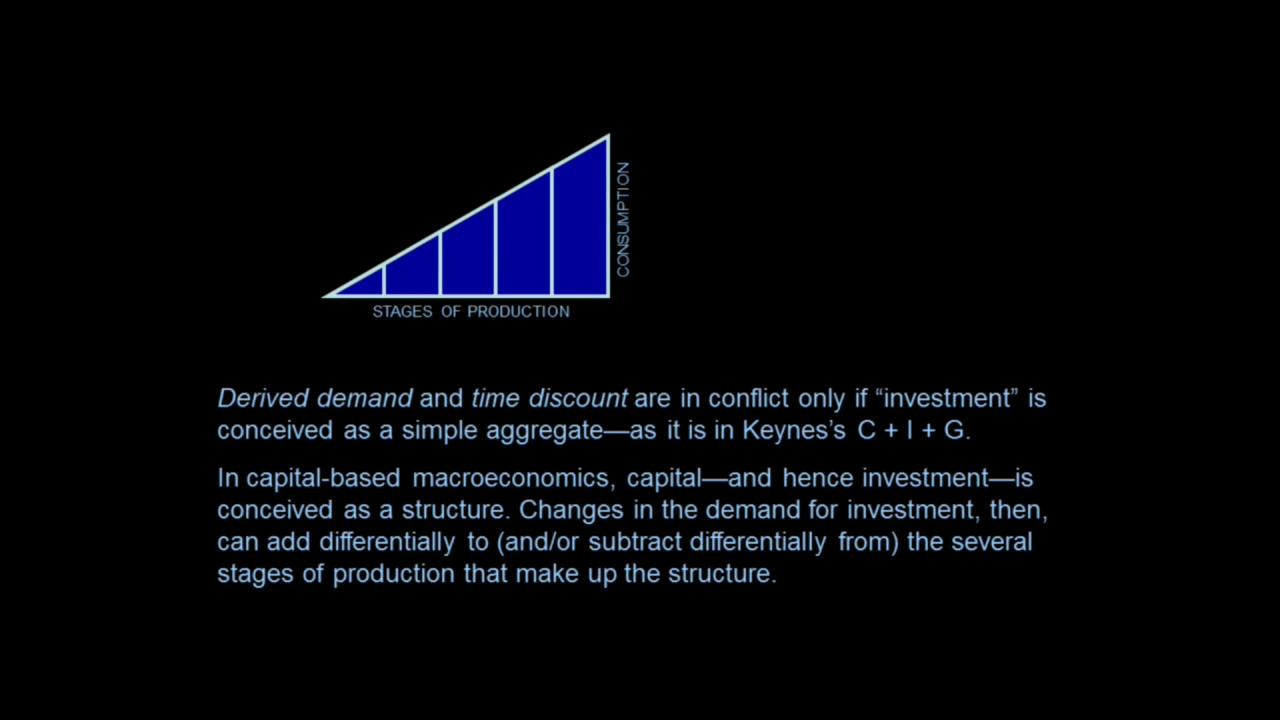 CONSUMPTION
STAGES OF PRODUCTION
Derived demand and time discount are in conflict only if “investment” is
conceived as a simple aggregate—as it is in Keynes’s C + I + G.
In capital-based macroeconomics, capital—and hence investment—is
conceived as a structure. Changes in the demand for investment, then,
can add differentially to (and/or subtract differentially from) the several
stages of production that make up the structure.